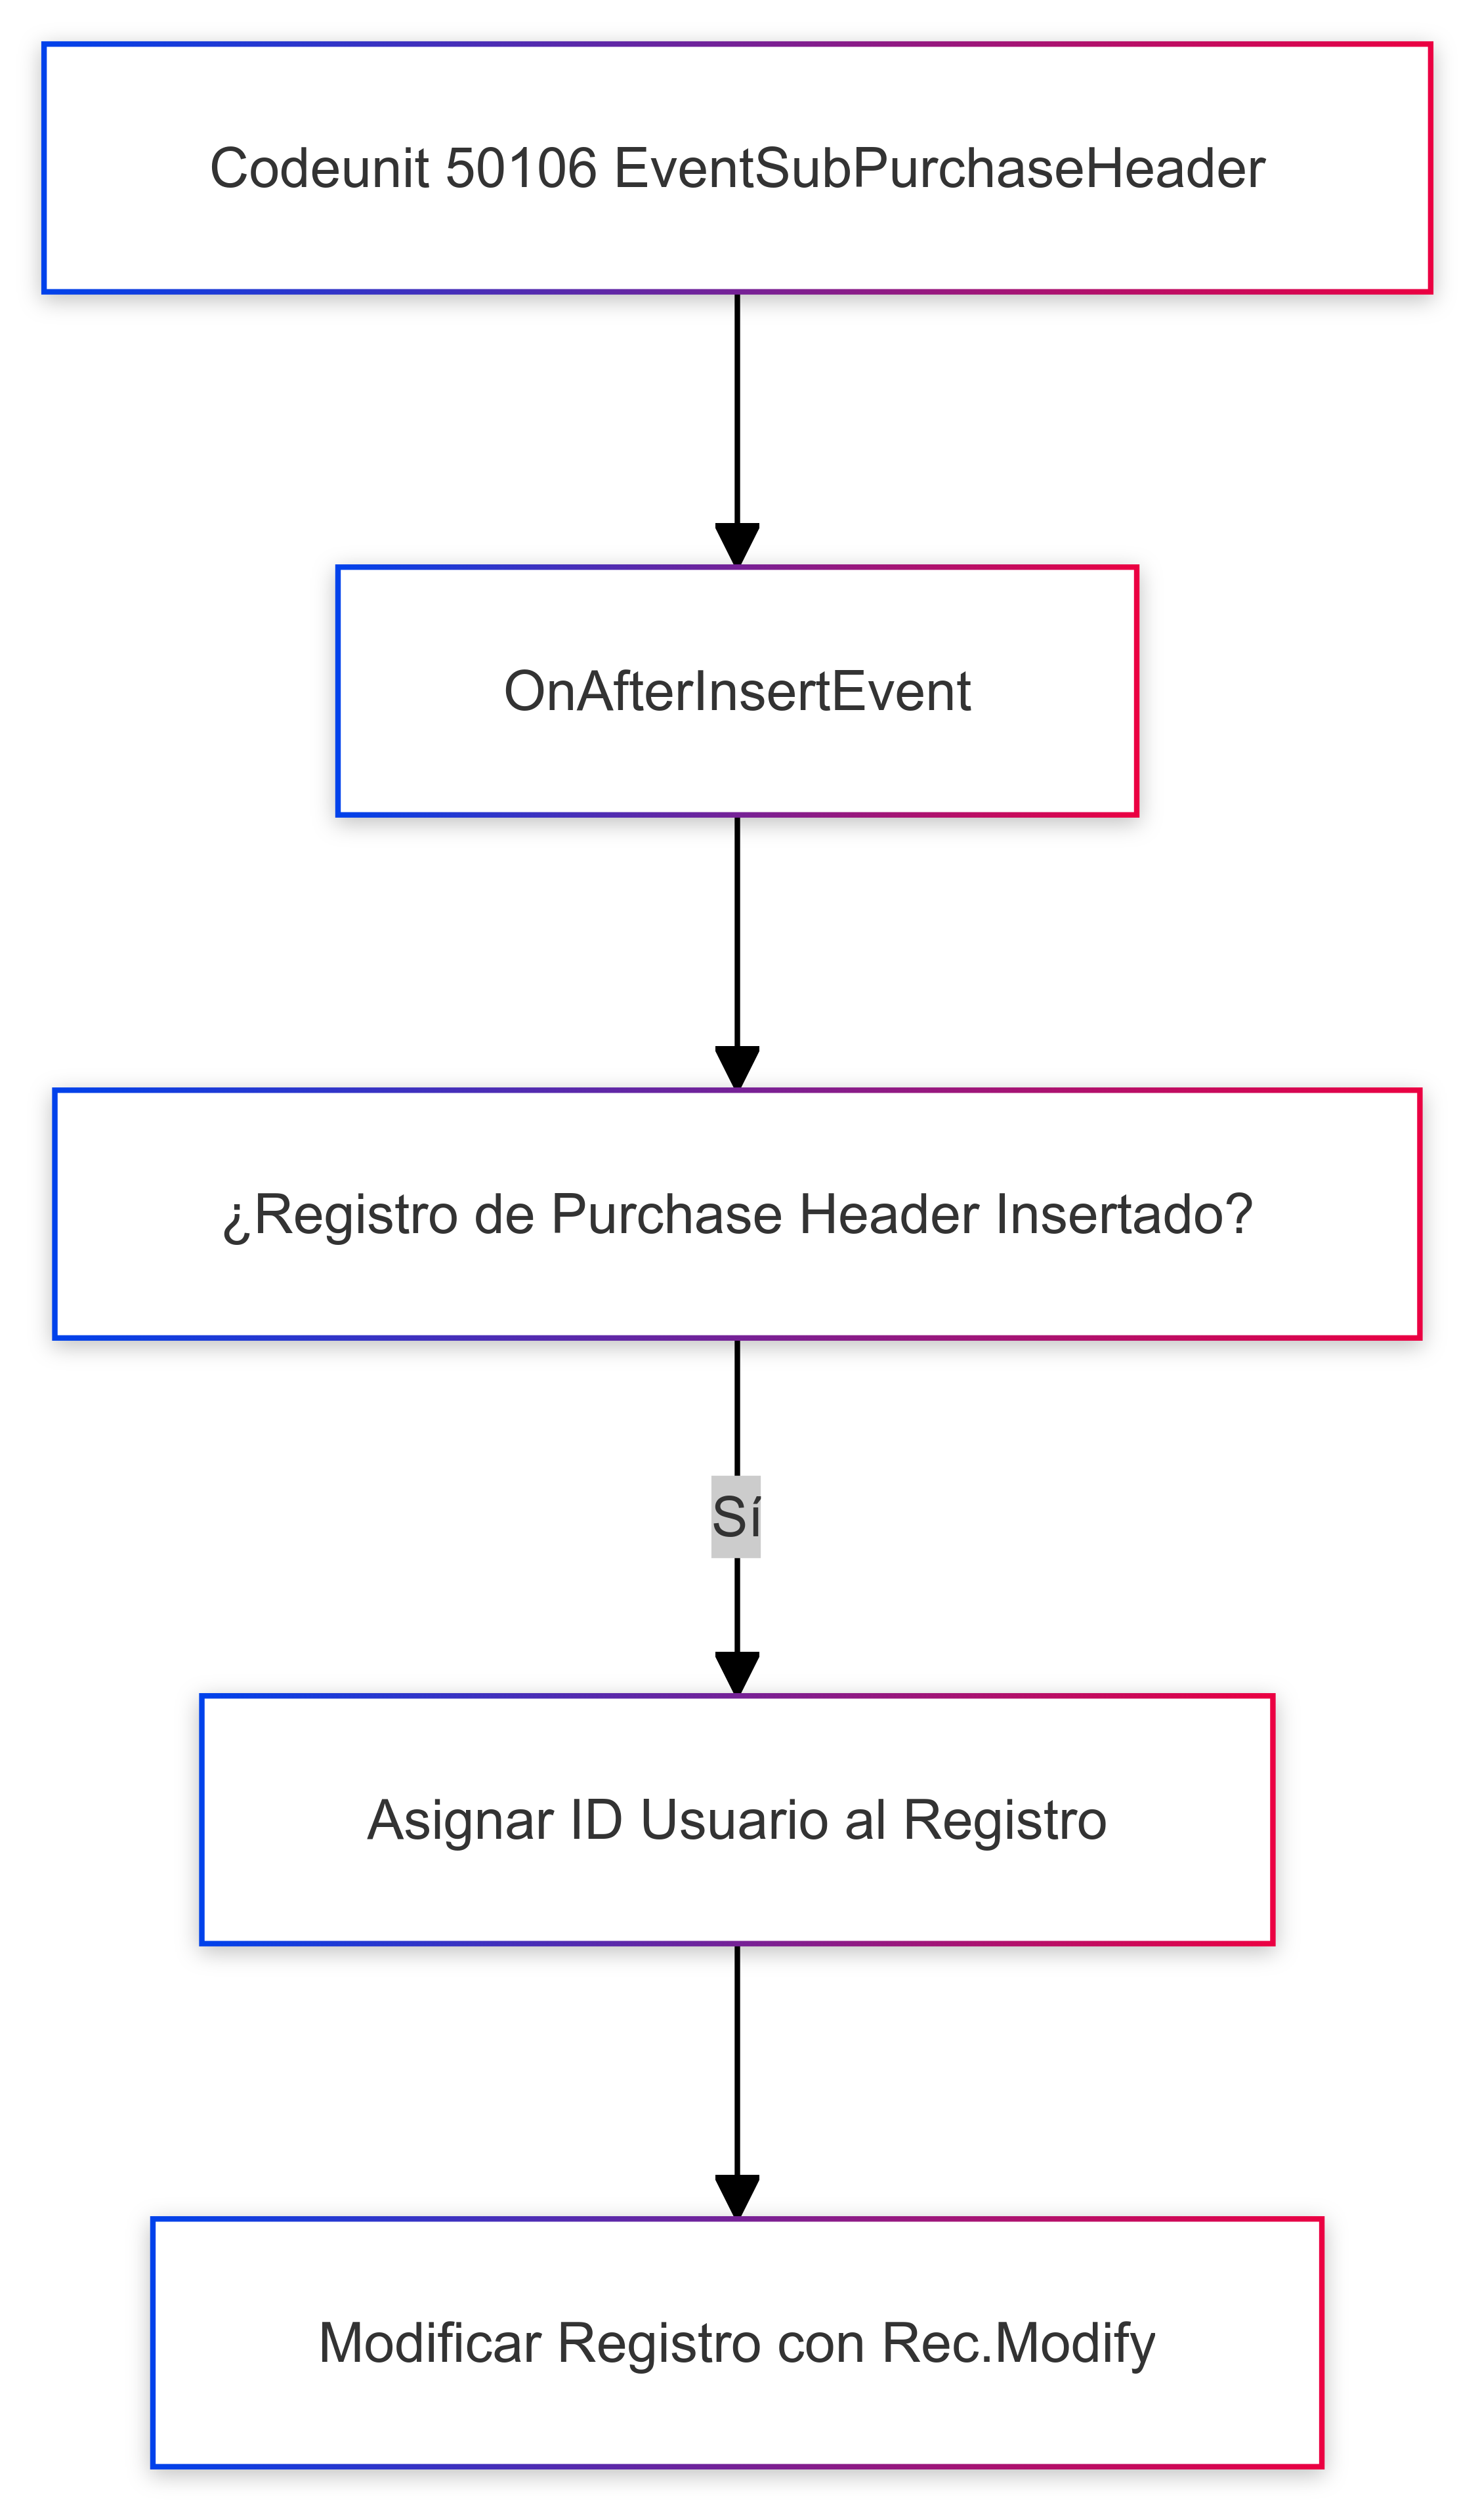 Codeunit 50106 EventSubPurchaseHeader
OnAfterInsertEvent
¿Registro de Purchase Header Insertado?
Sí
Asignar ID Usuario al Registro
Modificar Registro con Rec.Modify